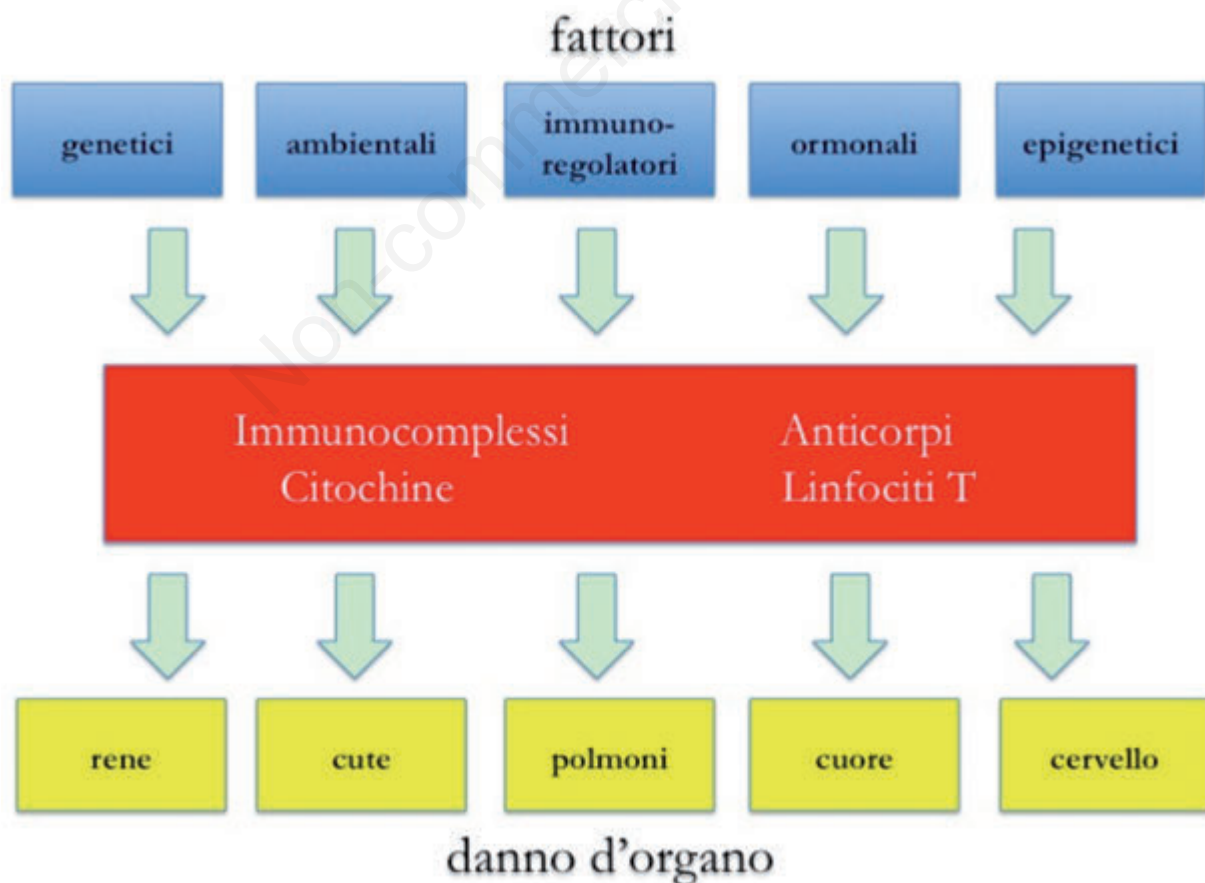 fattori
genetici
ambientali
immuno-
regolatori
ormonali
epigenetici
Immunocomplessi
Anticorpi
Citochine
Linfociti T
rene
cute
polmoni
cuore
cervello
danno d'organo